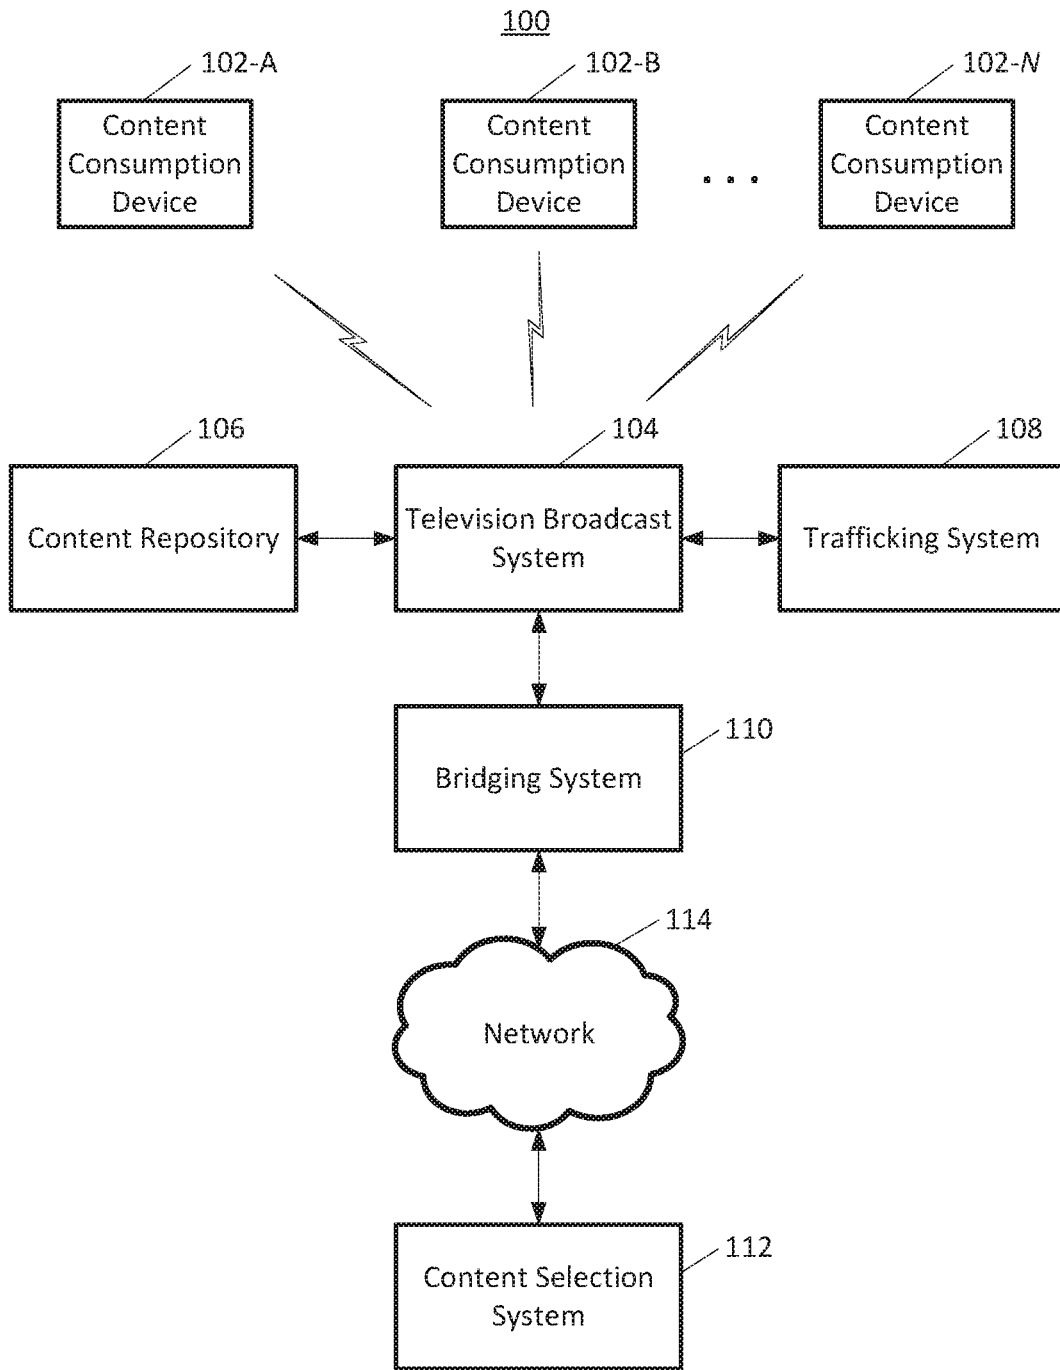 100
102-A
102-B
102-N
Content
Consumption
Device
Content
Consumption
Device
. . .
Content
Consumption
Device
106
104
108
Content Repository
Television Broadcast
System
Trafficking System
110
Bridging System
114
Network
112
Content Selection
System